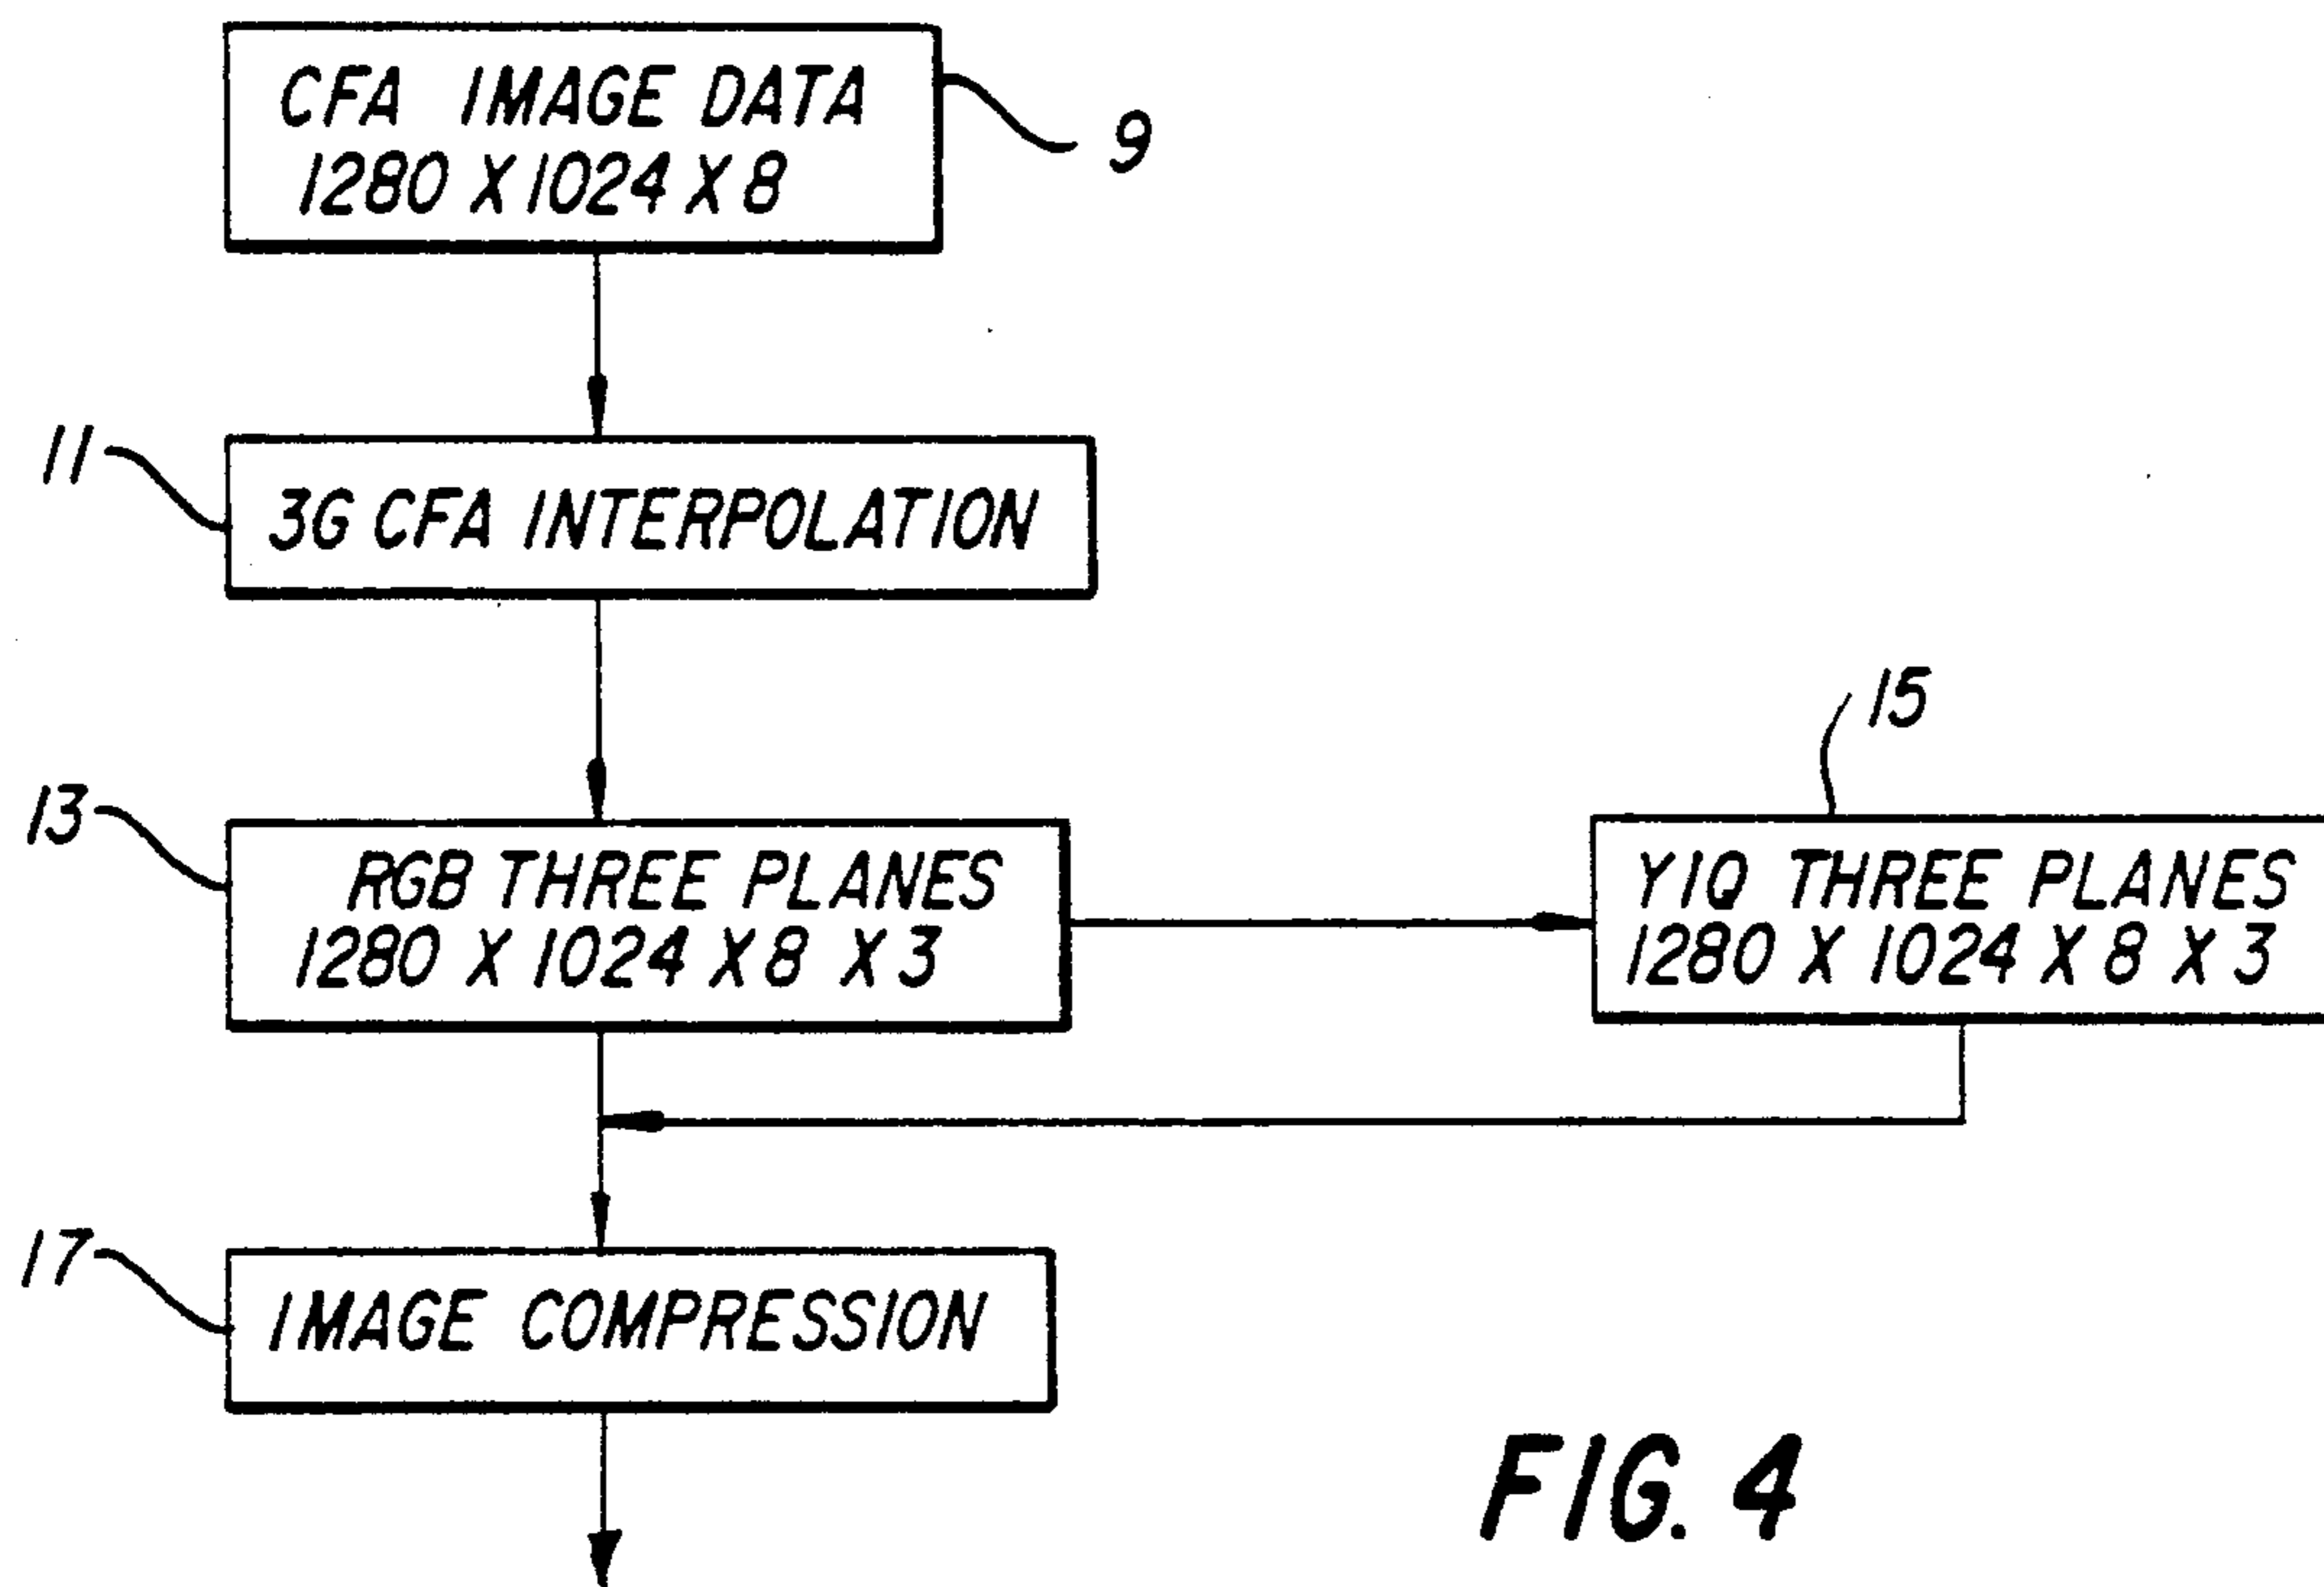 CFA IMAGE DATA
1280 X 1024 X 8
9
11
3G CFA INTERPOLATION
15
13
RGB THREE PLANES
1280 X 1024 X 8 X 3
YIQ THREE PLANES
1280 X 1024 X 8 X 3
17
IMAGE COMPRESSION
FIG. 4